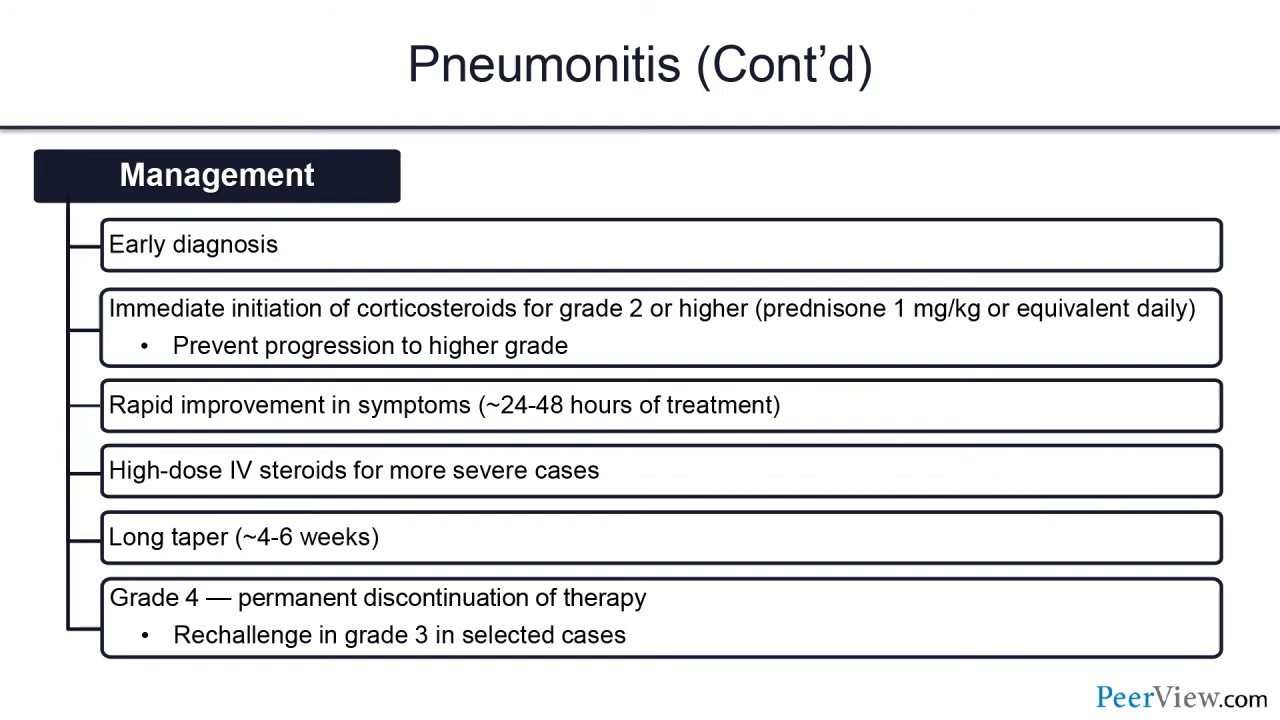 Pneumonitis (Cont’d)
Management
Early diagnosis
Immediate initiation of corticosteroids for grade 2 or higher (prednisone 1 mg/kg or equivalent daily)
• Prevent progression to higher grade
Rapid improvement in symptoms (~24-48 hours of treatment)
High-dose IV steroids for more severe cases
Long taper (~4-6 weeks)
Grade 4 — permanent discontinuation of therapy
• Rechallenge in grade 3 in selected cases
PeerView.com